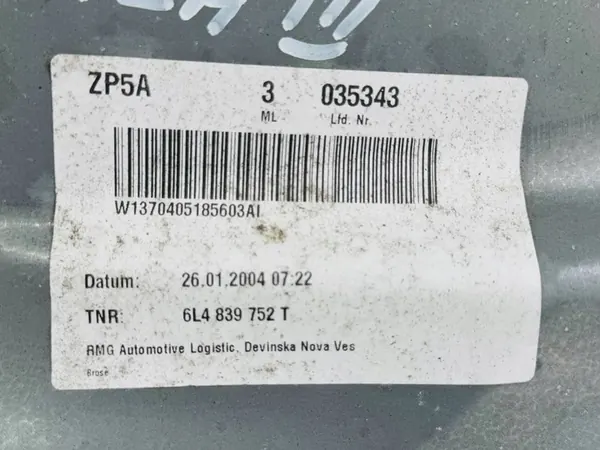 ZP5A 3 035343
ML Lfd. Nr.
W1370405185603AI
Datum: 26.01.2004 07:22
TNR: 6L4 839 752 T
RMG Automotive Logistic, Devinska Nova Ves
Brose